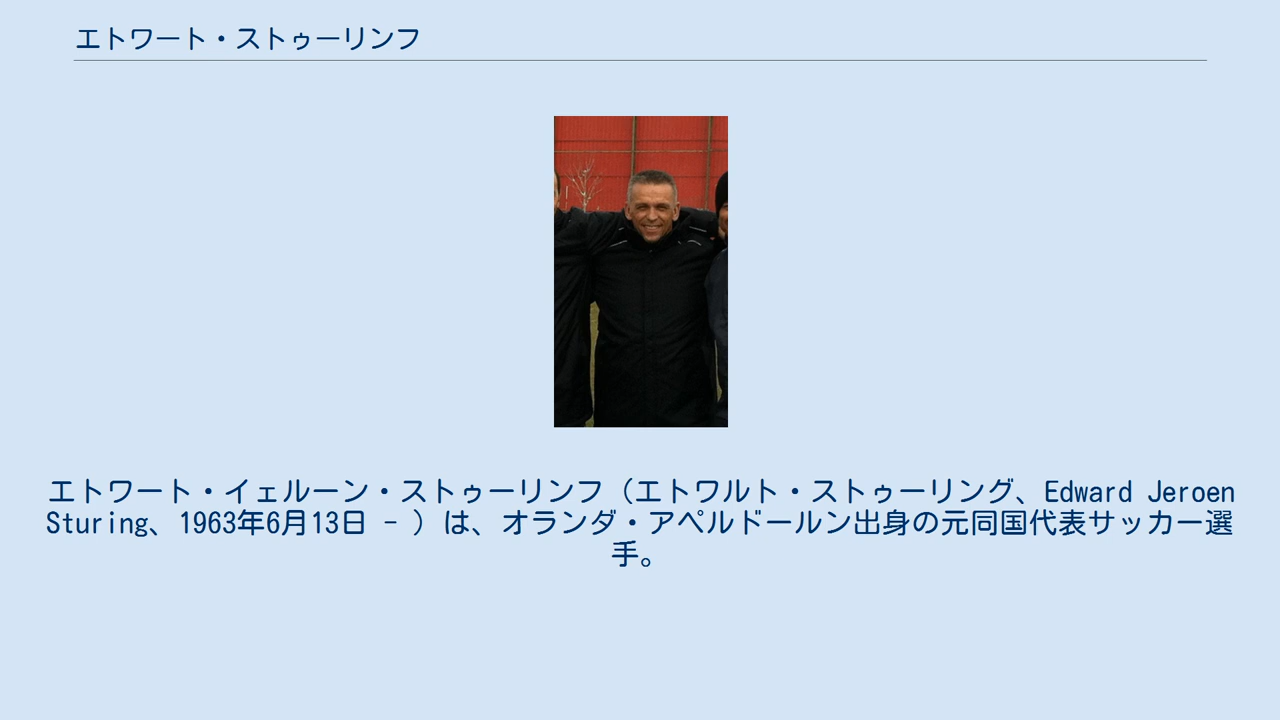 エトワート・ストゥーリンフ
エトワート・イェルーン・ストゥーリンフ（エトワルト・ストゥーリング、Edward Jeroen
Sturing、1963年6月13日 - ）は、オランダ・アペルドールン出身の元同国代表サッカー選
手。